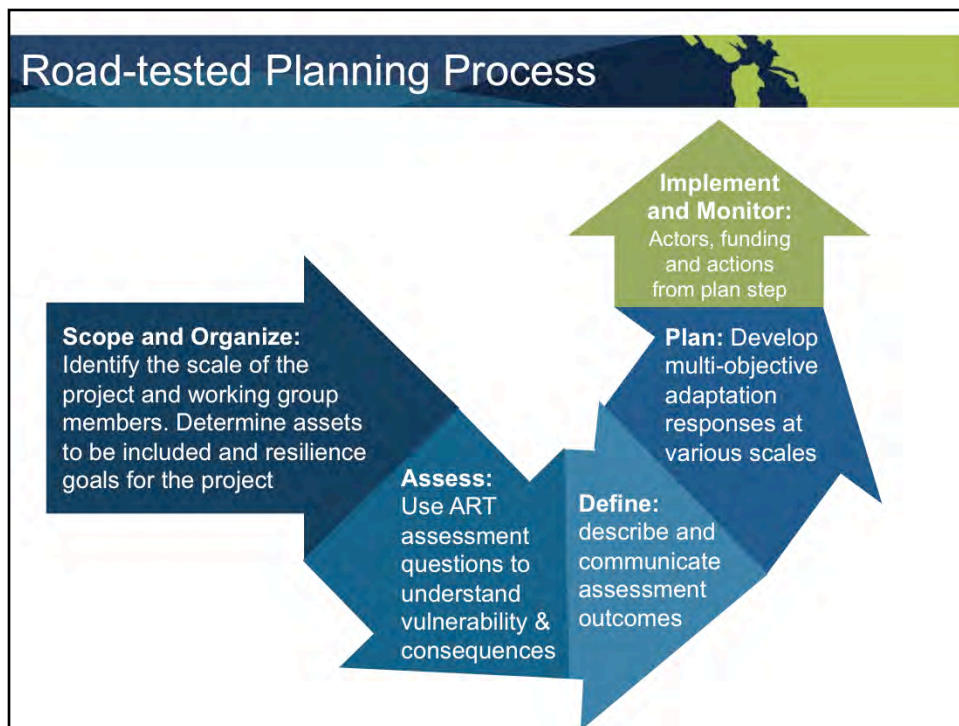 Road-tested Planning Process
Scope and Organize:
Identify the scale of the
project and working group
members. Determine assets
to be included and resilience
goals for the project
Assess:
Use ART
assessment
questions to
understand
vulnerability &
consequences
Define:
describe and
communicate
assessment
outcomes
Plan: Develop
multi-objective
adaptation
responses at
various scales
Implement
and Monitor:
Actors, funding
and actions
from plan step